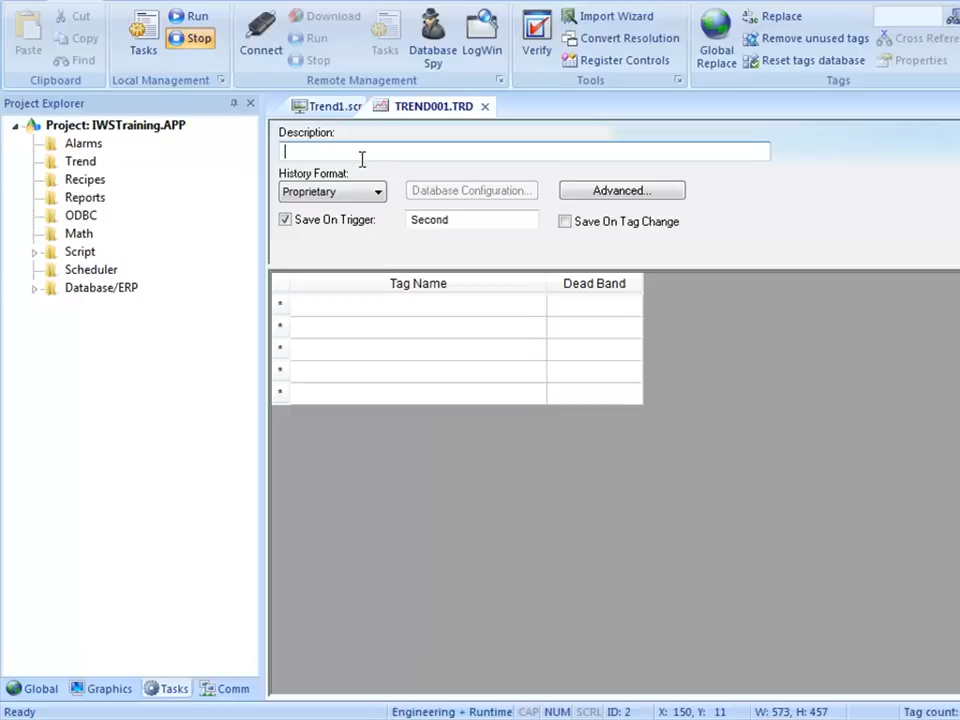 Paste
Cut
Copy
Find
Clipboard
Tasks
Run
Stop
Local Management
Connect
Download
Run
Stop
Tasks
Database Spy
LogWin
Remote Management
Verify
Import Wizard
Convert Resolution
Register Controls
Tools
Global Replace
Replace
Remove unused tags
Reset tags database
Cross Refere
Properties
Tags
Project Explorer
Project: IWSTraining.APP
Alarms
Trend
Recipes
Reports
ODBC
Math
Script
Scheduler
Database/ERP
Global
Graphics
Tasks
Comm
Trend1.scr
TREND001.TRD
Description:
History Format:
Proprietary
Database Configuration...
Advanced...
Save On Trigger:
Second
Save On Tag Change
Tag Name
Dead Band
*
*
*
*
*
Ready
Engineering + Runtime
CAP
NUM
SCRL
ID: 2
X: 150, Y: 11
W: 573, H: 457
Tag count: